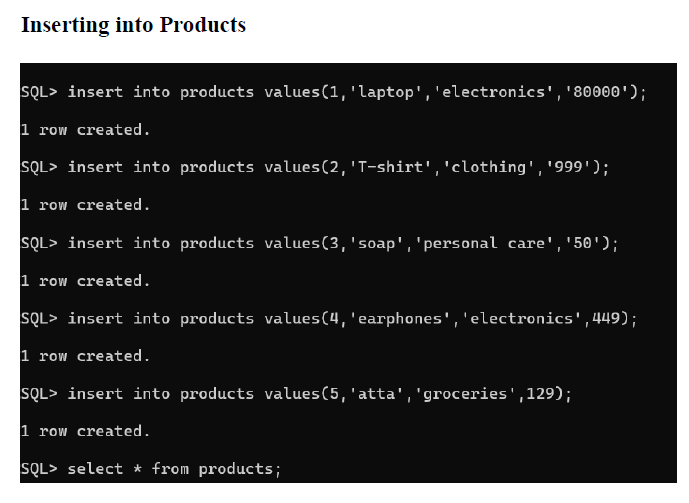 Inserting into Products
SQL> insert into products values(1,'laptop','electronics','80000');
1 row created.
SQL> insert into products values(2,'T-shirt','clothing','999');
1 row created.
SQL> insert into products values(3,'soap','personal care','50');
1 row created.
SQL> insert into products values(4,'earphones','electronics',449);
1 row created.
SQL> insert into products values(5,'atta','groceries',129);
1 row created.
SQL> select * from products;